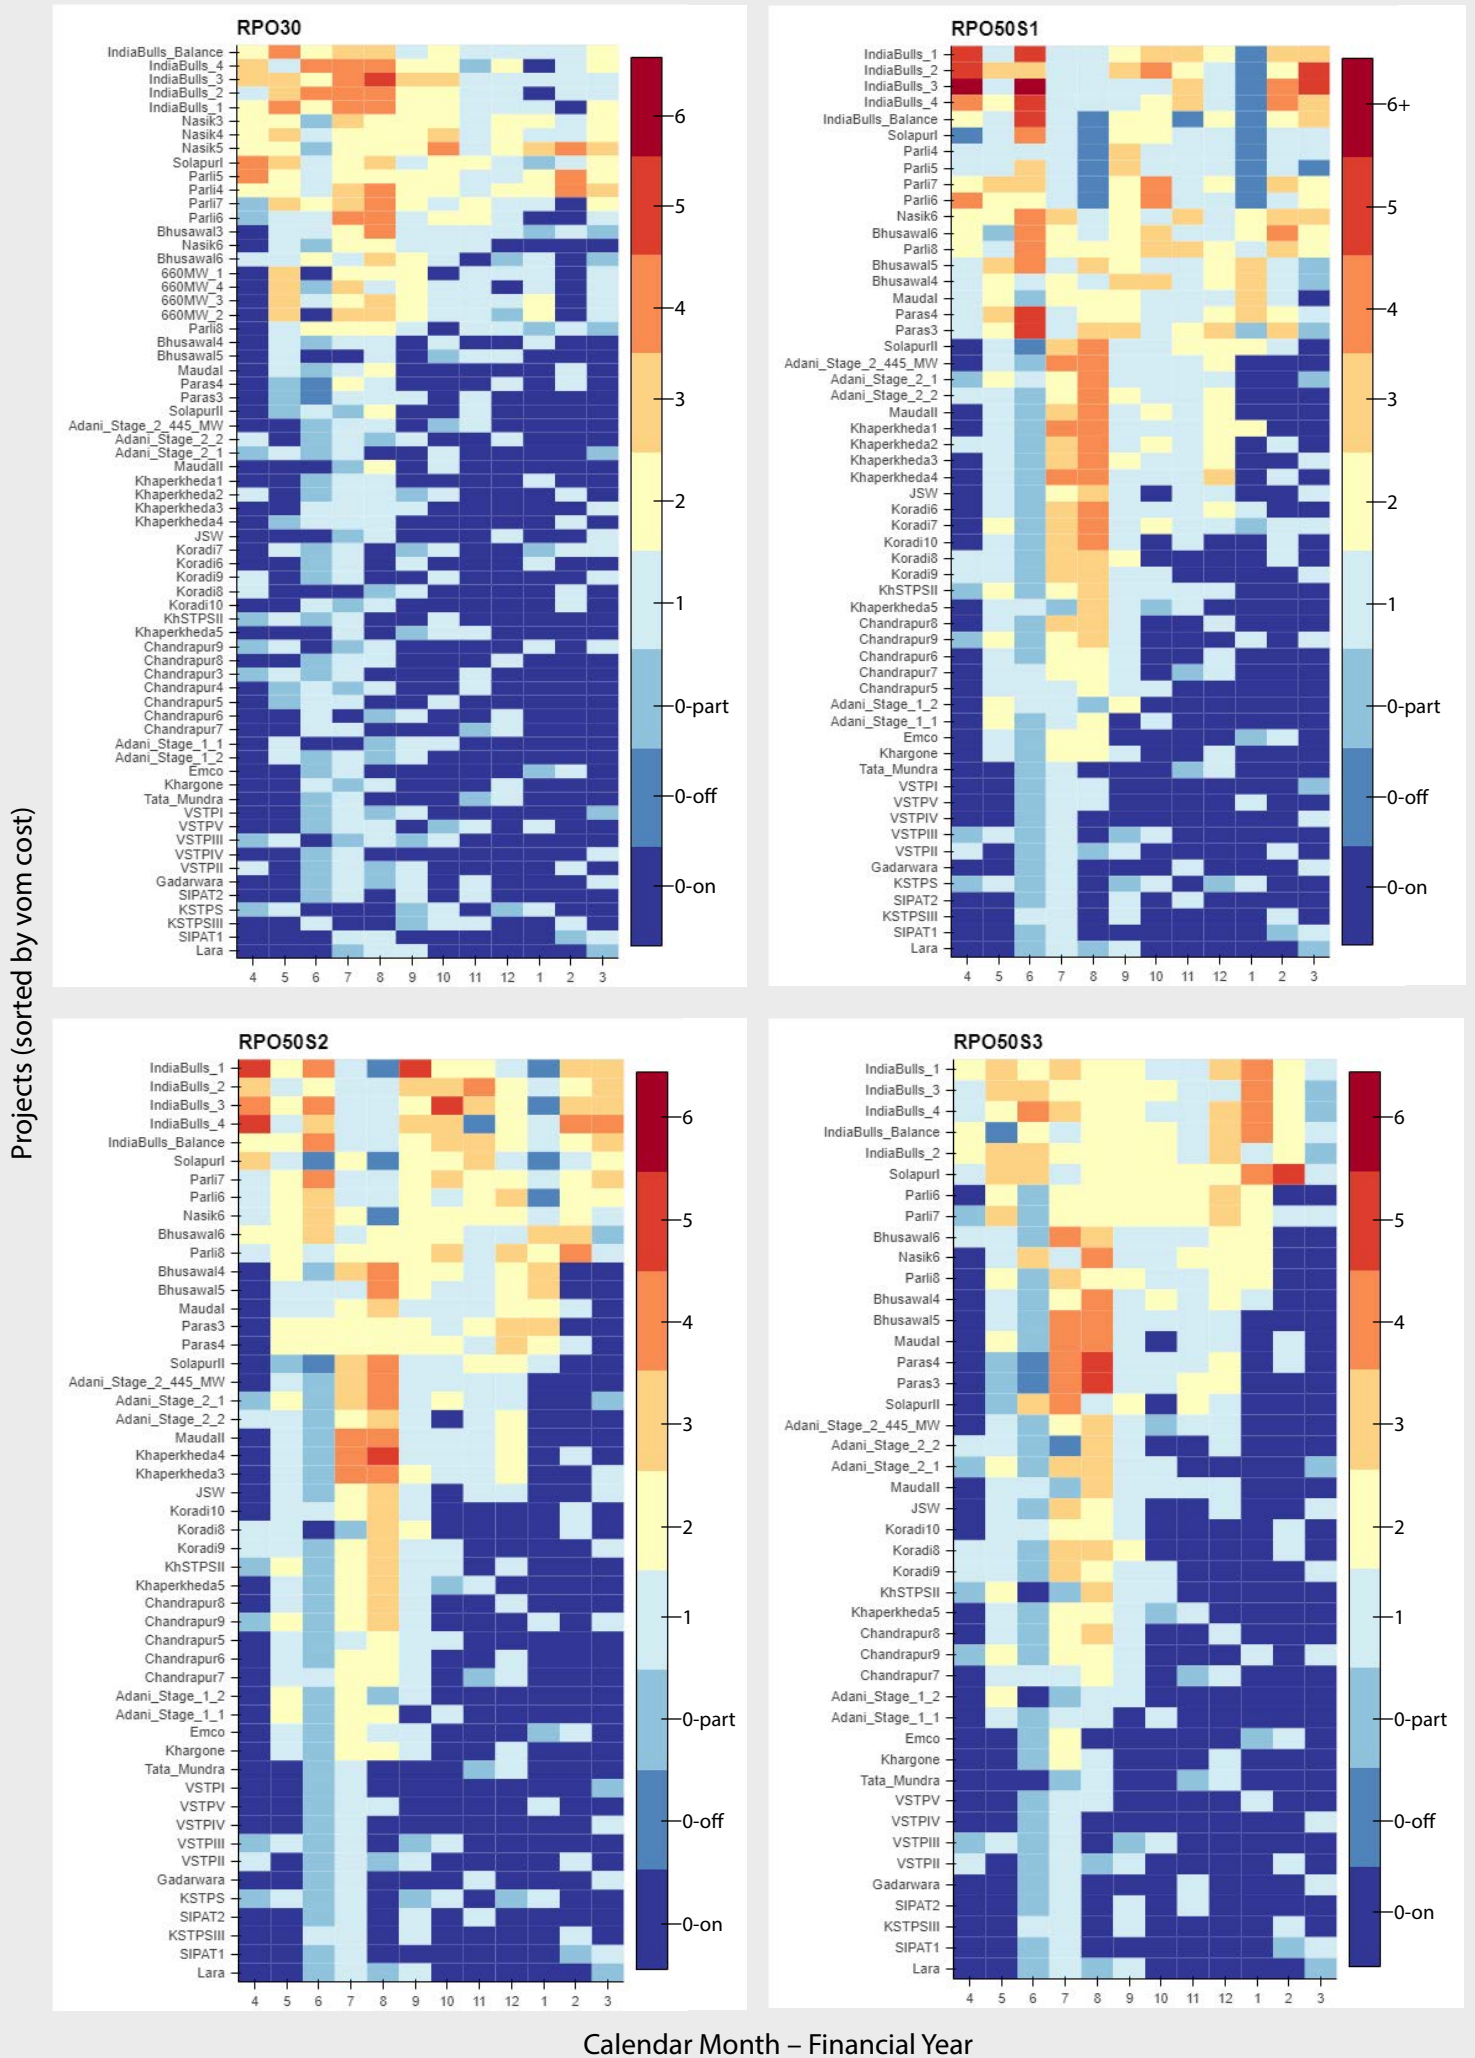 Projects (sorted by vom cost)
RPO30
IndiaBulls_Balance
IndiaBulls_4
IndiaBulls_3
IndiaBulls_2
IndiaBulls_1
Nasik3
Nasik4
Nasik5
SolapurI
Parli5
Parli4
Parli7
Parli6
Bhusawal3
Nasik6
Bhusawal6
660MW_1
660MW_4
660MW_3
660MW_2
Parli8
Bhusawal4
Bhusawal5
MaudaI
Paras4
Paras3
SolapurII
Adani_Stage_2_445_MW
Adani_Stage_2_2
Adani_Stage_2_1
MaudaII
Khaperkheda1
Khaperkheda2
Khaperkheda3
Khaperkheda4
JSW
Koradi7
Koradi6
Koradi9
Koradi8
Koradi10
KhSTPSII
Khaperkheda5
Chandrapur9
Chandrapur8
Chandrapur3
Chandrapur4
Chandrapur5
Chandrapur6
Chandrapur7
Adani_Stage_1_1
Adani_Stage_1_2
Emco
Khargone
Tata_Mundra
VSTPI
VSTPV
VSTPIII
VSTPIV
VSTPII
Gadarwara
SIPAT2
KSTPS
KSTPSIII
SIPAT1
Lara
4 5 6 7 8 9 10 11 12 1 2 3
6
5
4
3
2
1
0-part
0-off
0-on
RPO50S1
IndiaBulls_1
IndiaBulls_2
IndiaBulls_3
IndiaBulls_4
IndiaBulls_Balance
SolapurI
Parli4
Parli5
Parli7
Parli6
Nasik6
Bhusawal6
Parli8
Bhusawal5
Bhusawal4
MaudaI
Paras4
Paras3
SolapurII
Adani_Stage_2_445_MW
Adani_Stage_2_1
Adani_Stage_2_2
MaudaII
Khaperkheda1
Khaperkheda2
Khaperkheda3
Khaperkheda4
JSW
Koradi6
Koradi7
Koradi10
Koradi8
Koradi9
KhSTPSII
Khaperkheda5
Chandrapur8
Chandrapur9
Chandrapur6
Chandrapur7
Chandrapur5
Adani_Stage_1_2
Adani_Stage_1_1
Emco
Khargone
Tata_Mundra
VSTPI
VSTPV
VSTPIV
VSTPIII
VSTPII
Gadarwara
KSTPS
SIPAT2
KSTPSIII
SIPAT1
Lara
4 5 6 7 8 9 10 11 12 1 2 3
6+
5
4
3
2
1
0-part
0-off
0-on
RPO50S2
IndiaBulls_1
IndiaBulls_2
IndiaBulls_3
IndiaBulls_4
IndiaBulls_Balance
SolapurI
Parli7
Parli6
Nasik6
Bhusawal6
Parli8
Bhusawal4
Bhusawal5
MaudaI
Paras3
Paras4
SolapurII
Adani_Stage_2_445_MW
Adani_Stage_2_1
Adani_Stage_2_2
MaudaII
Khaperkheda4
Khaperkheda3
JSW
Koradi10
Koradi8
Koradi9
KhSTPSII
Khaperkheda5
Chandrapur8
Chandrapur9
Chandrapur5
Chandrapur6
Chandrapur7
Adani_Stage_1_2
Adani_Stage_1_1
Emco
Khargone
Tata_Mundra
VSTPI
VSTPV
VSTPIV
VSTPIII
VSTPII
Gadarwara
KSTPS
SIPAT2
KSTPSIII
SIPAT1
Lara
4 5 6 7 8 9 10 11 12 1 2 3
6
5
4
3
2
1
0-part
0-off
0-on
RPO50S3
IndiaBulls_1
IndiaBulls_3
IndiaBulls_4
IndiaBulls_Balance
IndiaBulls_2
SolapurI
Parli6
Parli7
Bhusawal6
Nasik6
Parli8
Bhusawal4
Bhusawal5
MaudaI
Paras4
Paras3
SolapurII
Adani_Stage_2_445_MW
Adani_Stage_2_2
Adani_Stage_2_1
MaudaII
JSW
Koradi10
Koradi8
Koradi9
KhSTPSII
Khaperkheda5
Chandrapur8
Chandrapur9
Chandrapur7
Adani_Stage_1_2
Adani_Stage_1_1
Emco
Khargone
Tata_Mundra
VSTPV
VSTPIV
VSTPIII
VSTPII
Gadarwara
SIPAT2
KSTPSIII
SIPAT1
Lara
4 5 6 7 8 9 10 11 12 1 2 3
6
5
4
3
2
1
0-part
0-off
0-on
Calendar Month – Financial Year